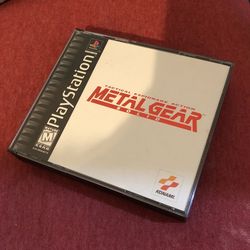 PlayStation
TACTICAL ESPIONAGE ACTION
METAL GEAR
SOLID
M
KONAMI